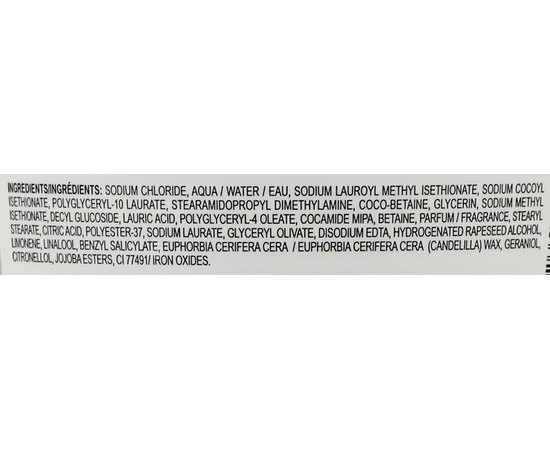 INGREDIENTS/INGRÉDIENTS: SODIUM CHLORIDE, AQUA / WATER / EAU, SODIUM LAUROYL METHYL ISETHIONATE, SODIUM COCOYL
ISETHIONATE, POLYGLYCERYL-10 LAURATE, STEARAMIDOPROPYL DIMETHYLAMINE, COCO-BETAINE, GLYCERIN, SODIUM METHYL
ISETHIONATE, DECYL GLUCOSIDE, LAURIC ACID, POLYGLYCERYL-4 OLEATE, COCAMIDE MIPA, BETAINE, PARFUM / FRAGRANCE, STEARYL
STEARATE, CITRIC ACID, POLYESTER-37, SODIUM LAURATE, GLYCERYL OLIVATE, DISODIUM EDTA, HYDROGENATED RAPESEED ALCOHOL,
LIMONENE, LINALOOL, BENZYL SALICYLATE, EUPHORBIA CERIFERA CERA / EUPHORBIA CERIFERA CERA (CANDELILLA) WAX, GERANIOL,
CITRONELLOL, JOJOBA ESTERS, CI 77491/ IRON OXIDES.